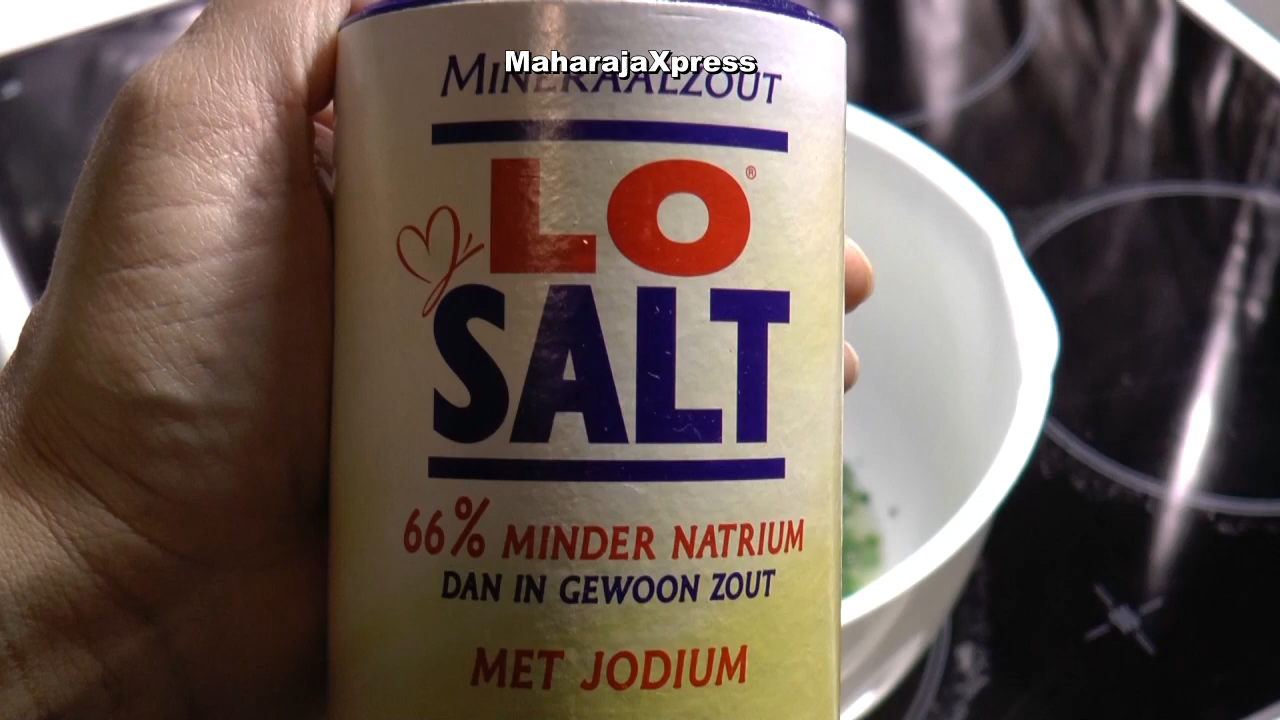 MaharajaXpress
MINERAALZOUT
LO®
SALT
66% MINDER NATRIUM
DAN IN GEWOON ZOUT
MET JODIUM